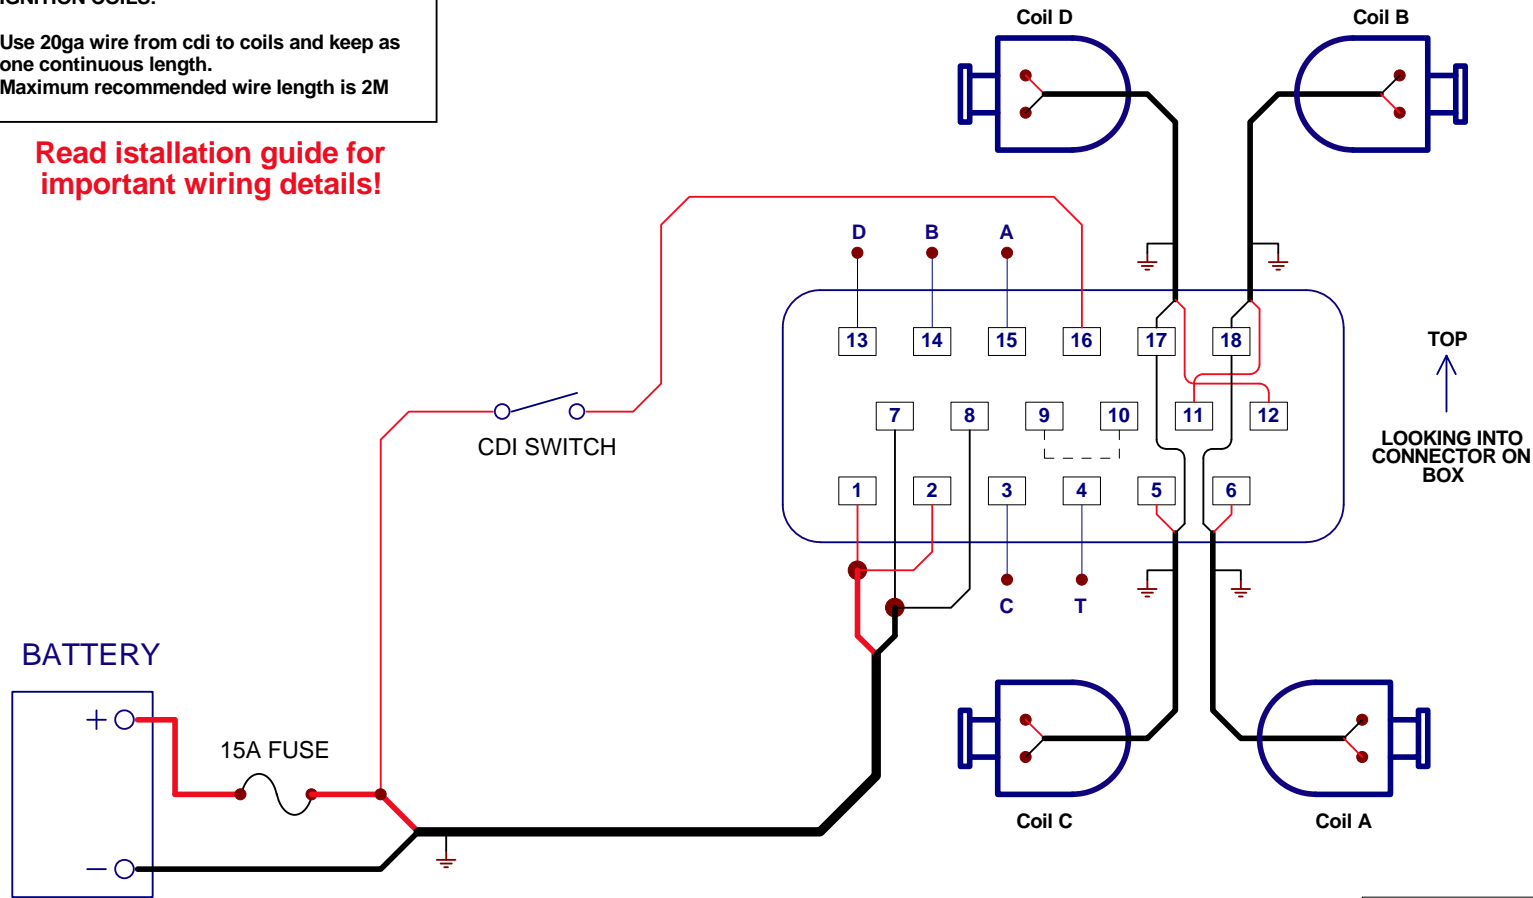 IGNITION COILS:
Use 20ga wire from cdi to coils and keep as
one continuous length.
Maximum recommended wire length is 2M
Read istallation guide for
important wiring details!
Coil D
Coil B
D
B
A
13
14
15
16
17
18
TOP
7
8
9
10
11
12
CDI SWITCH
LOOKING INTO
CONNECTOR ON
BOX
1
2
3
4
5
6
C
T
BATTERY
+
15A FUSE
−
Coil C
Coil A